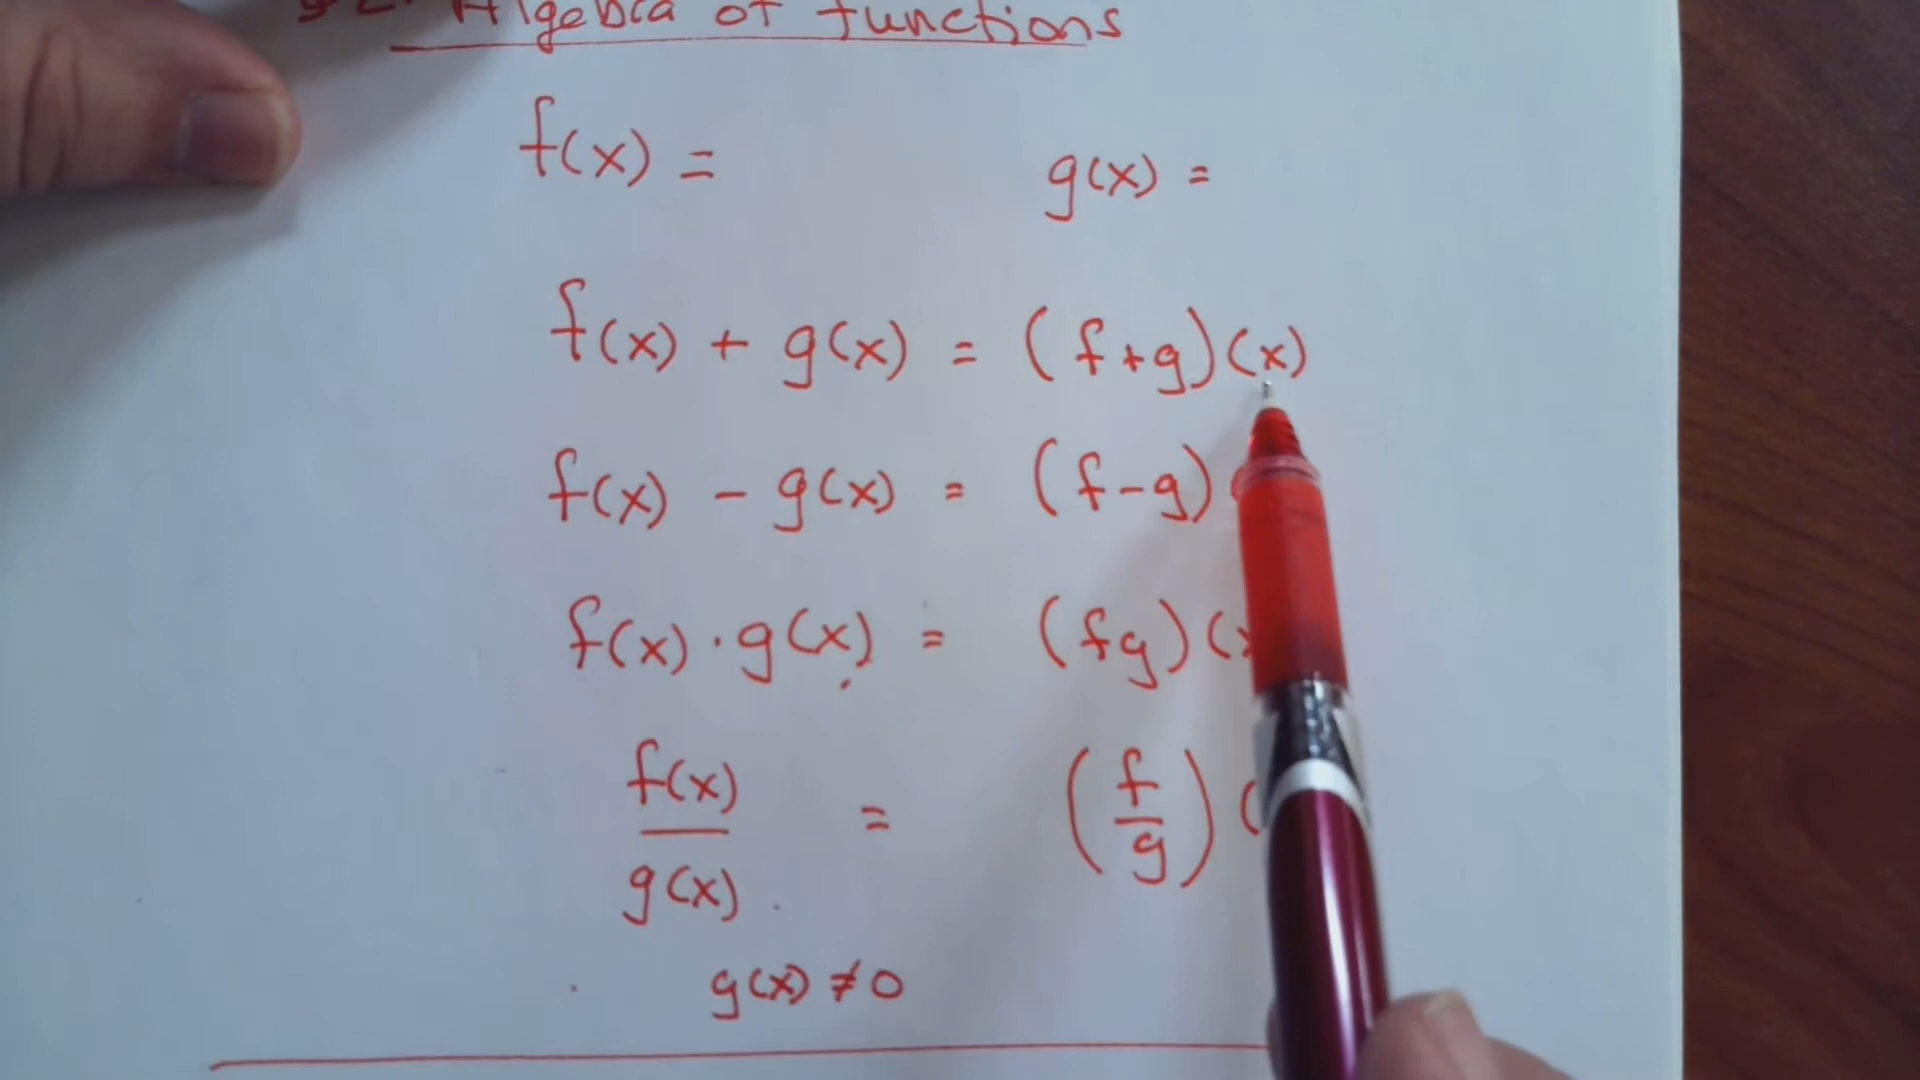 Algebra of functions
f(x) = g(x) =
f(x) + g(x) = (f+g)(x)
f(x) - g(x) = (f-g)
f(x) · g(x) = (fg)(x
f(x)/g(x) = (f/g)(
g(x) ≠ 0